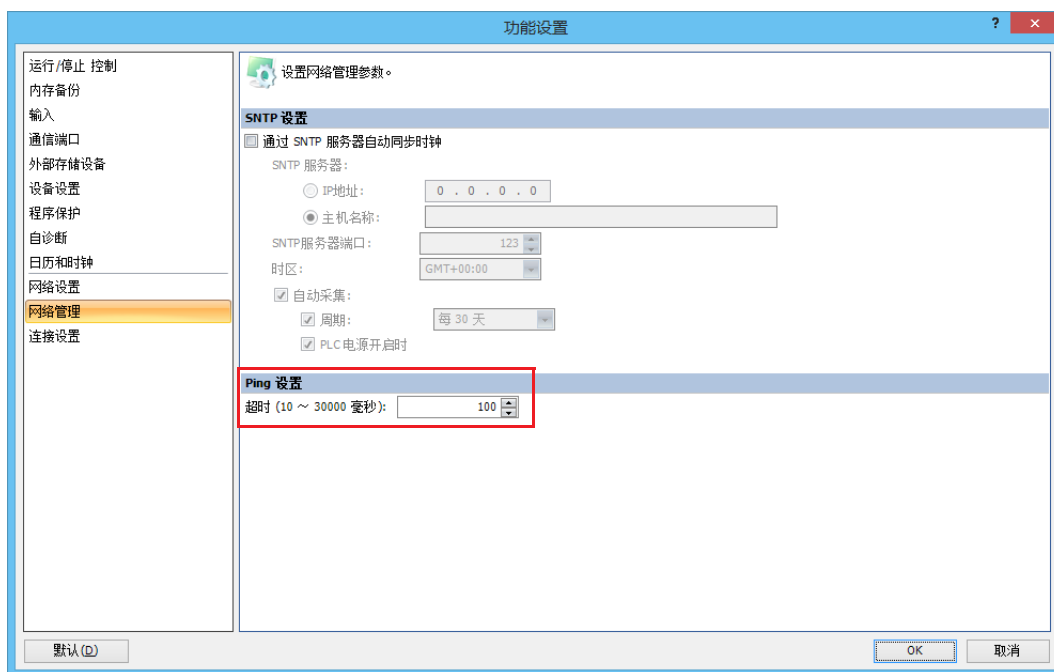 功能设置
?
×
运行/停止 控制
内存备份
输入
通信端口
外部存储设备
设备设置
程序保护
自诊断
日历和时钟
网络设置
网络管理
连接设置
设置网络管理参数。
SNTP 设置
通过 SNTP 服务器自动同步时钟
SNTP 服务器:
IP地址: 0 . 0 . 0 . 0
主机名称:
SNTP服务器端口: 123
时区: GMT+00:00
自动采集:
周期: 每 30 天
PLC 电源开启时
Ping 设置
超时 (10 ～ 30000 毫秒): 100
默认(D)
OK
取消